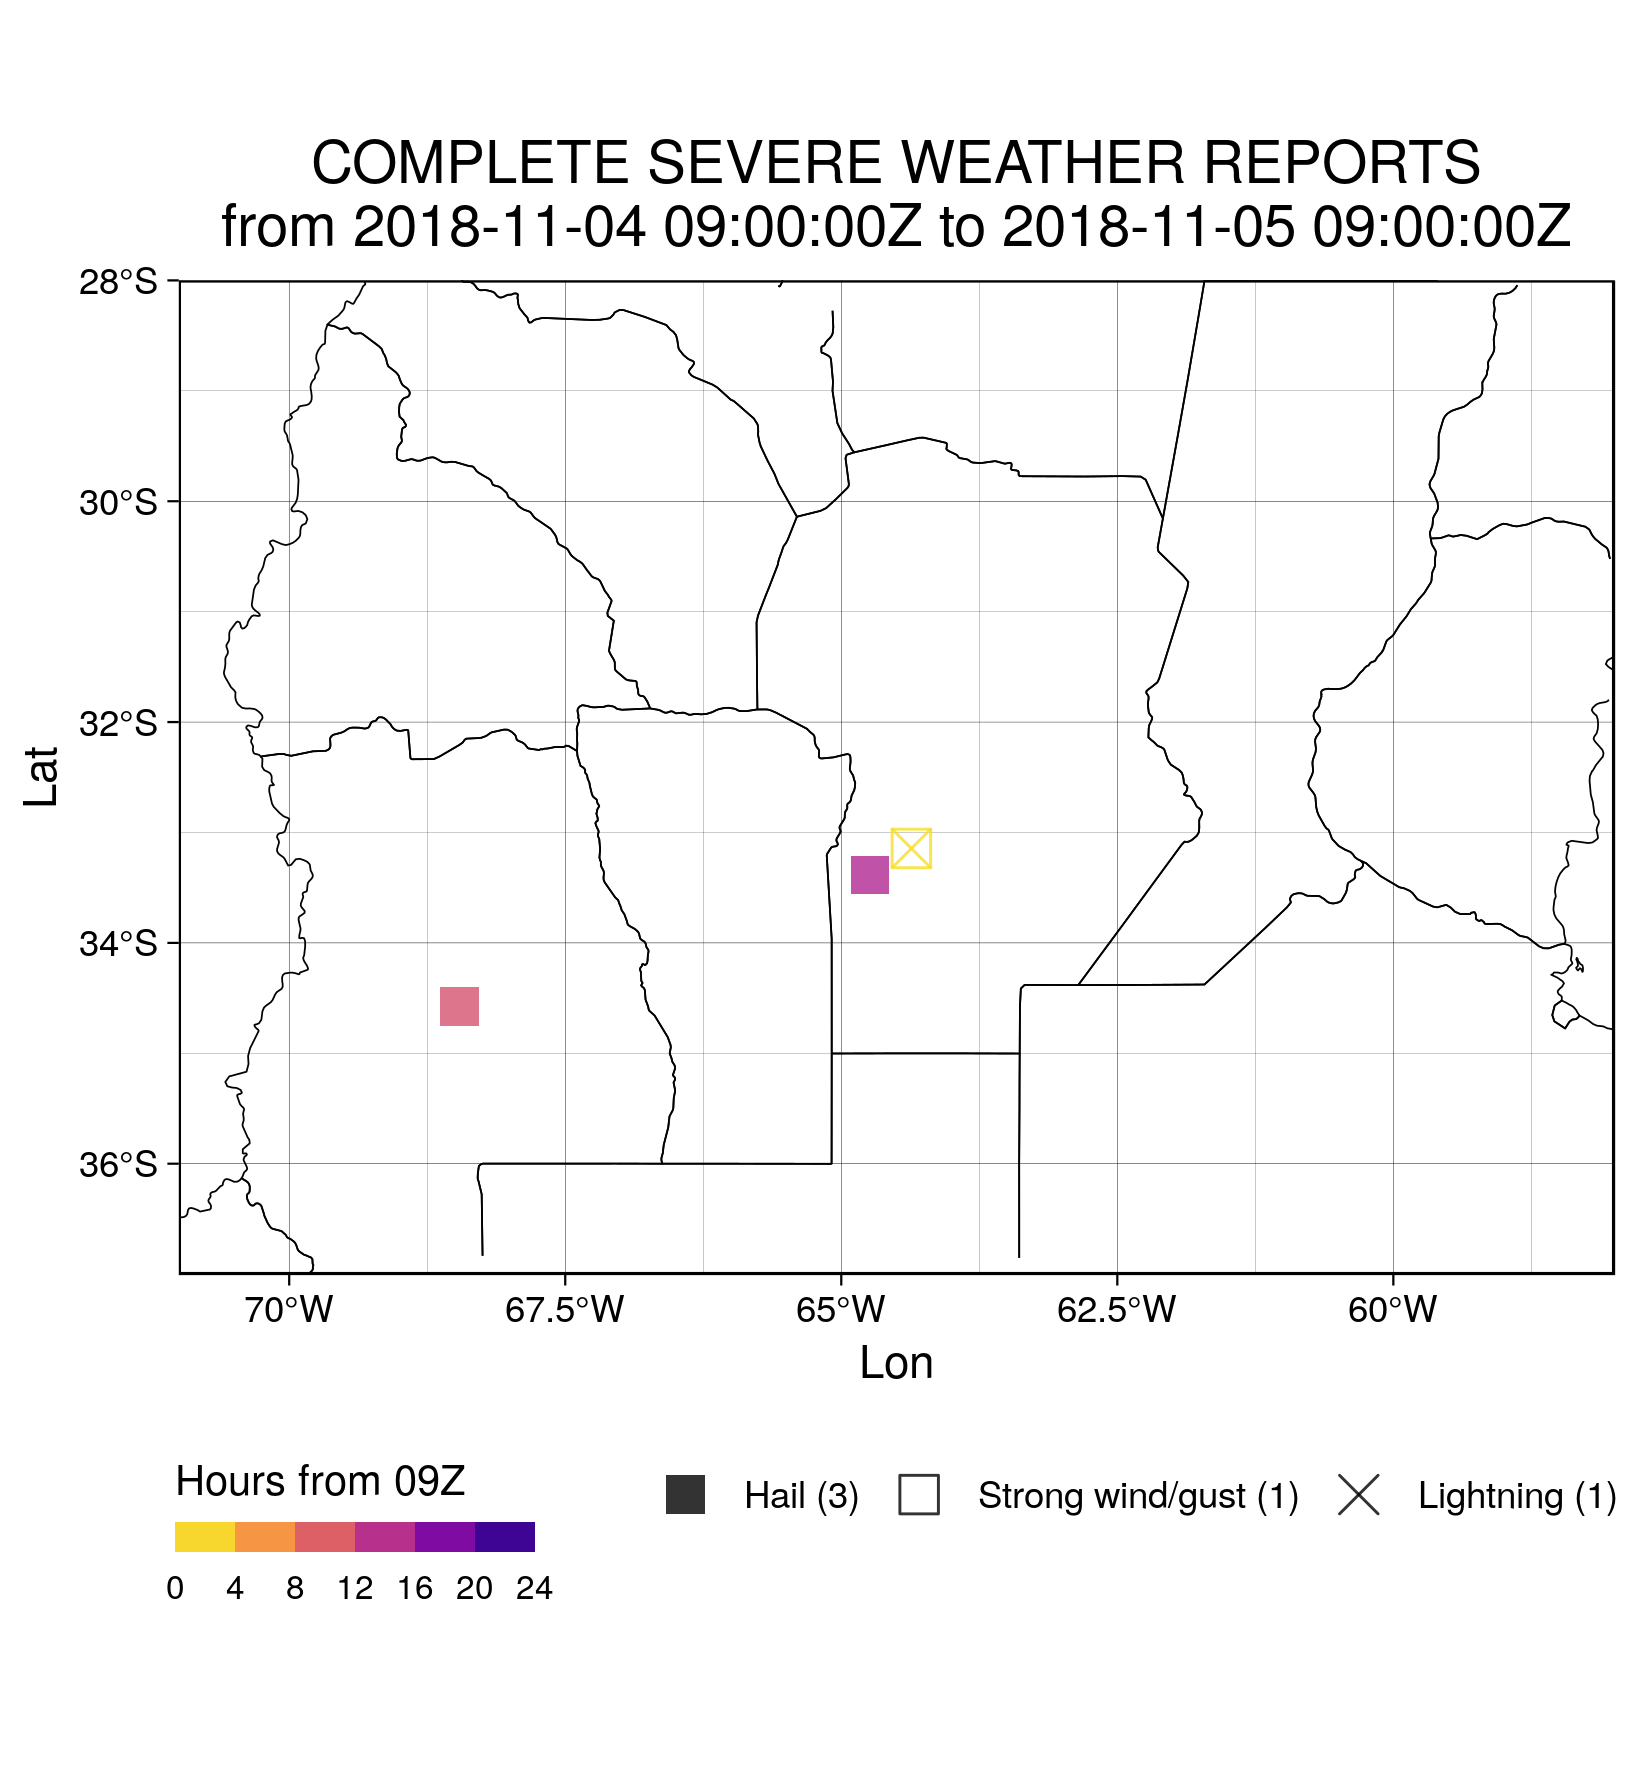 COMPLETE SEVERE WEATHER REPORTS
from 2018-11-04 09:00:00Z to 2018-11-05 09:00:00Z
28°S
30°S
32°S
34°S
36°S
Lat
70°W 67.5°W 65°W 62.5°W 60°W
Lon
Hours from 09Z
0 4 8 12 16 20 24
Hail (3) Strong wind/gust (1) Lightning (1)